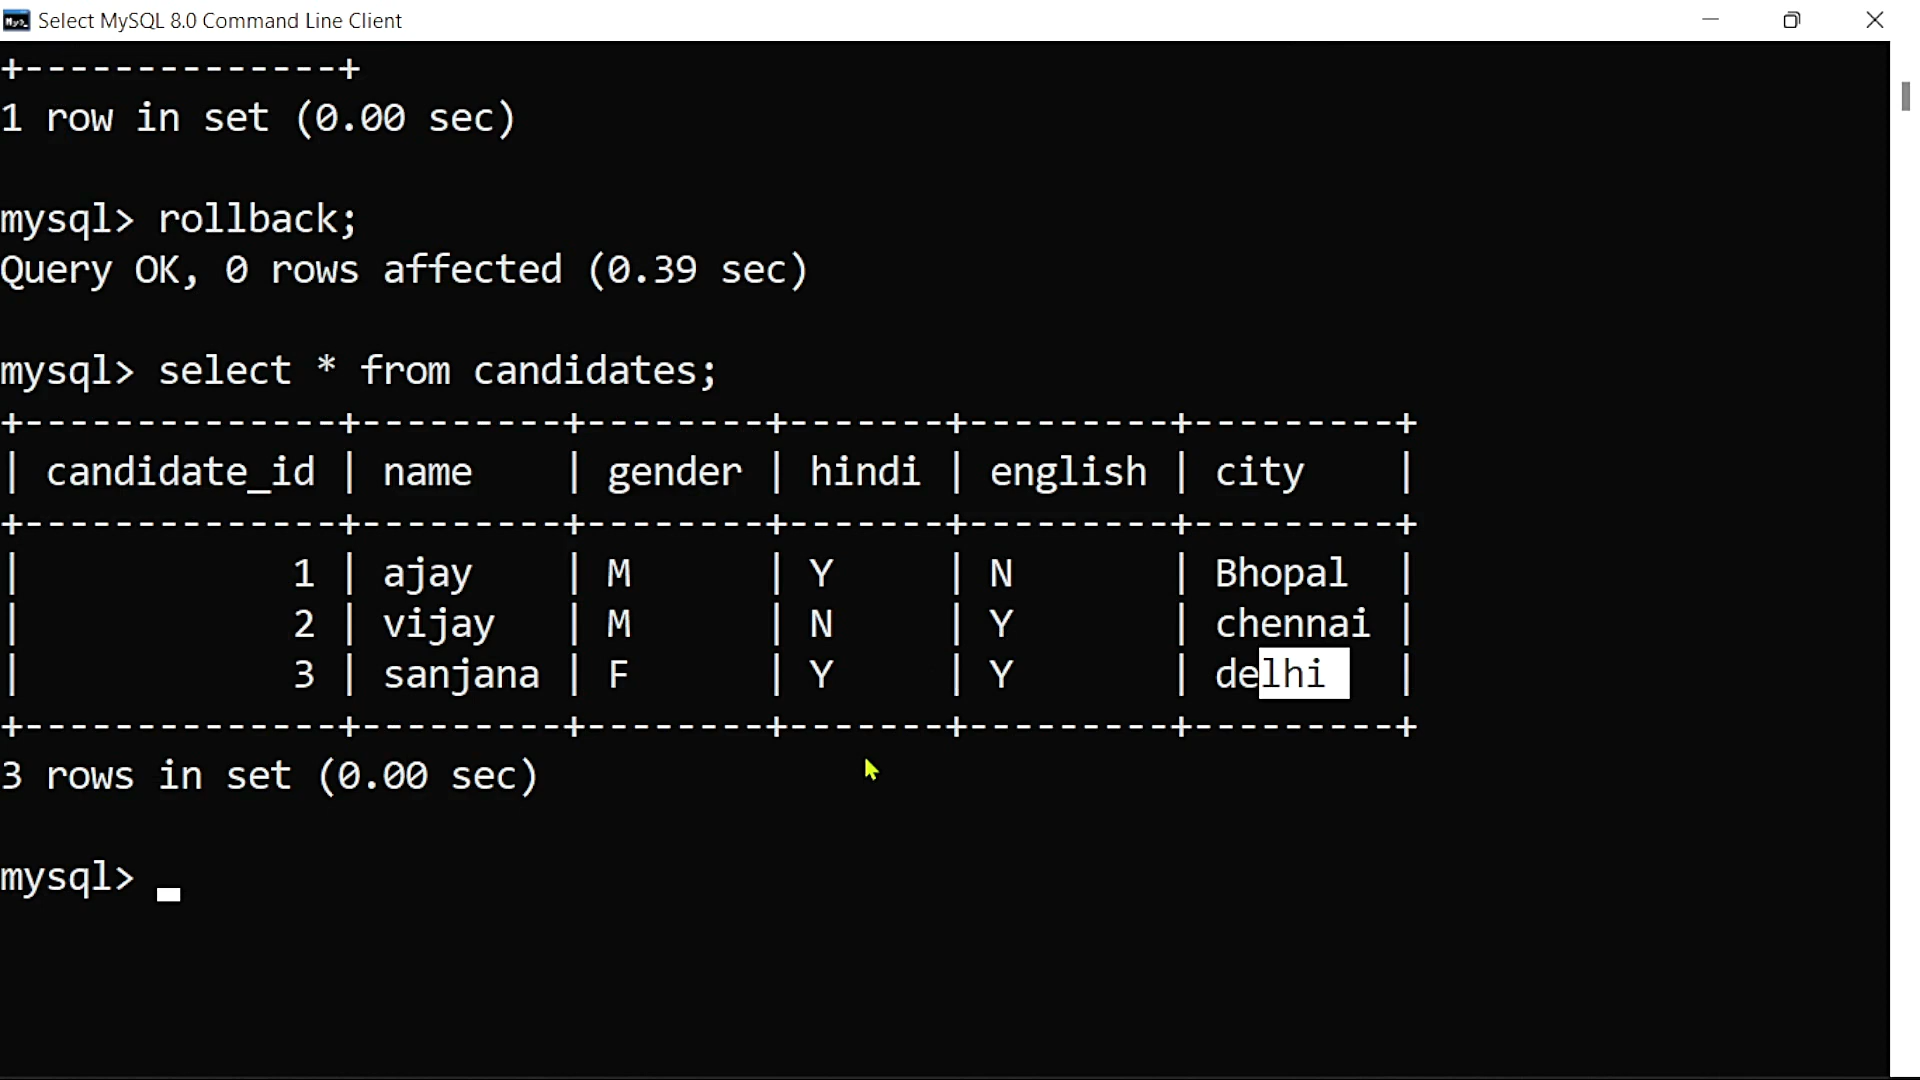 Select MySQL 8.0 Command Line Client
+--------------+
1 row in set (0.00 sec)
mysql> rollback;
Query OK, 0 rows affected (0.39 sec)
mysql> select * from candidates;
+--------------+---------+--------+-------+---------+---------+
| candidate_id | name    | gender | hindi | english | city    |
+--------------+---------+--------+-------+---------+---------+
|            1 | ajay    | M      | Y     | N       | Bhopal  |
|            2 | vijay   | M      | N     | Y       | chennai |
|            3 | sanjana | F      | Y     | Y       | delhi   |
+--------------+---------+--------+-------+---------+---------+
3 rows in set (0.00 sec)
mysql>